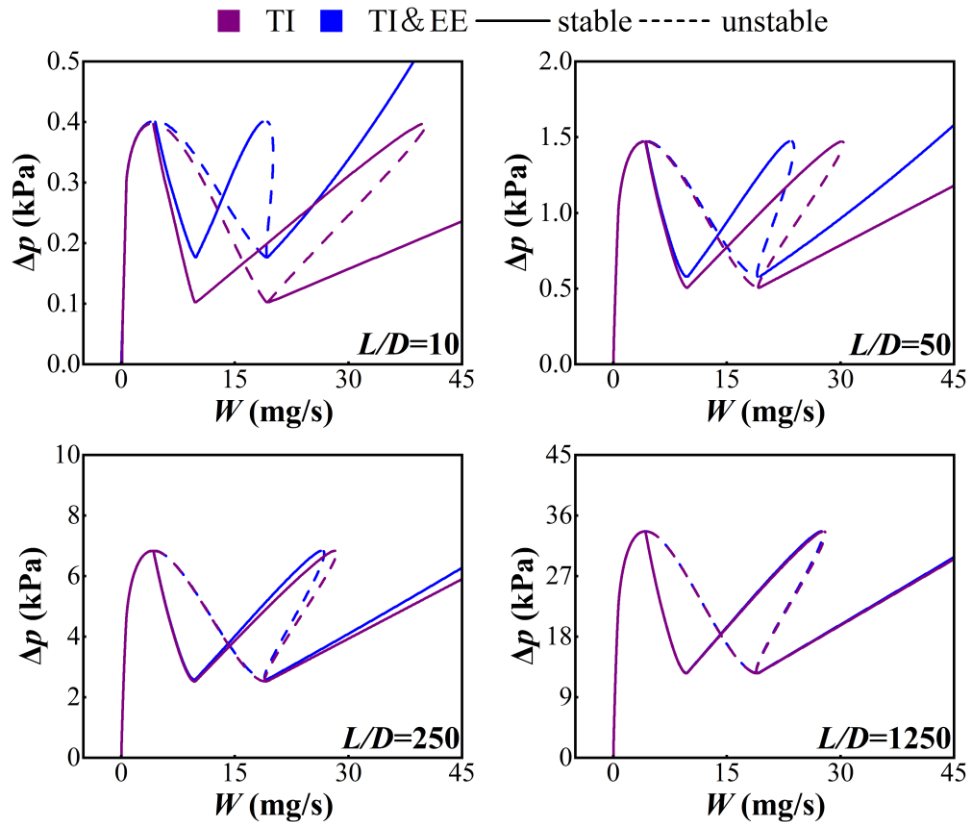 TI TI&EE stable unstable
0.5
0.4
0.3
0.2
0.1
0.0
Δp (kPa)
L/D=10
0 15 30 45
W (mg/s)
2.0
1.5
1.0
0.5
0.0
Δp (kPa)
L/D=50
0 15 30 45
W (mg/s)
10
8
6
4
2
0
Δp (kPa)
L/D=250
0 15 30 45
W (mg/s)
45
36
27
18
9
0
Δp (kPa)
L/D=1250
0 15 30 45
W (mg/s)